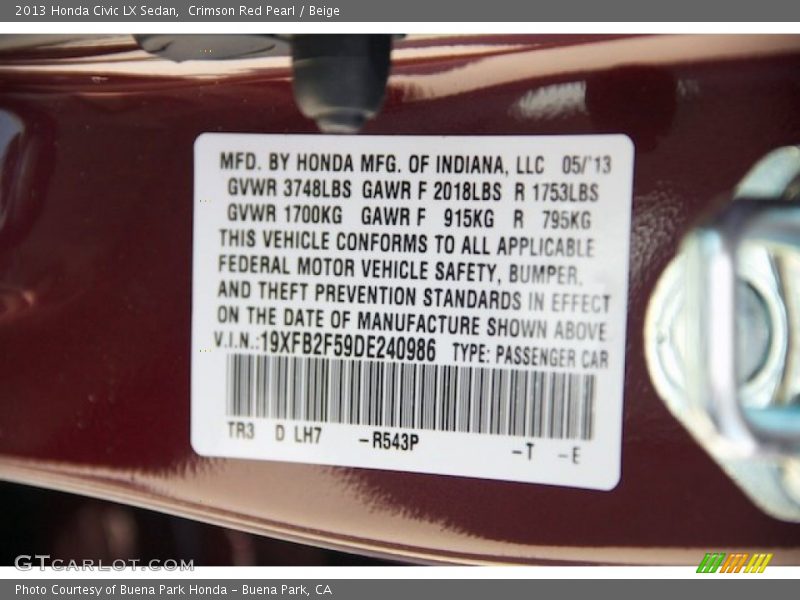 2013 Honda Civic LX Sedan,  Crimson Red Pearl / Beige
MFD. BY HONDA MFG. OF INDIANA, LLC 05/'13
GVWR 3748LBS GAWR F 2018LBS R 1753LBS
GVWR 1700KG GAWR F 915KG R 795KG
THIS VEHICLE CONFORMS TO ALL APPLICABLE
FEDERAL MOTOR VEHICLE SAFETY, BUMPER,
AND THEFT PREVENTION STANDARDS IN EFFECT
ON THE DATE OF MANUFACTURE SHOWN ABOVE
V.I.N.:19XFB2F59DE240986 TYPE: PASSENGER CAR
TR3 D LH7 -R543P -T -E
GTCARLOT.COM
Photo Courtesy of Buena Park Honda - Buena Park, CA